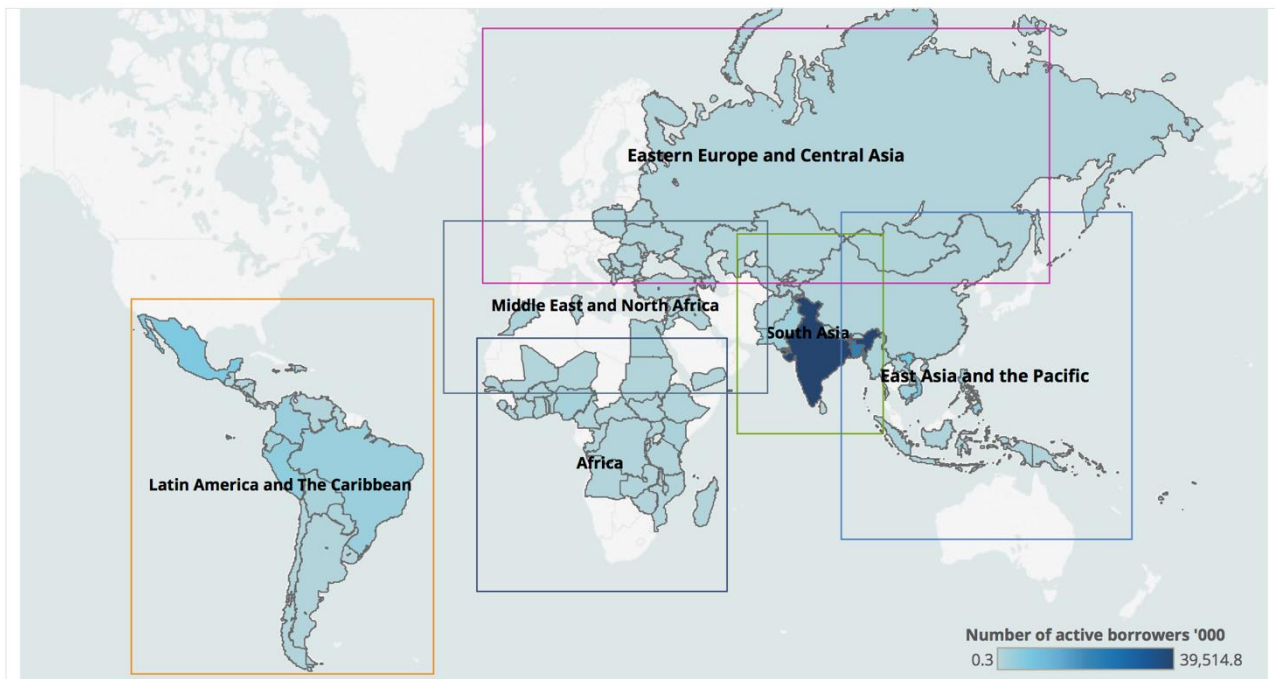 Eastern Europe and Central Asia
Middle East and North Africa
South Asia
East Asia and the Pacific
Africa
Latin America and The Caribbean
Number of active borrowers '000
0.3 39,514.8